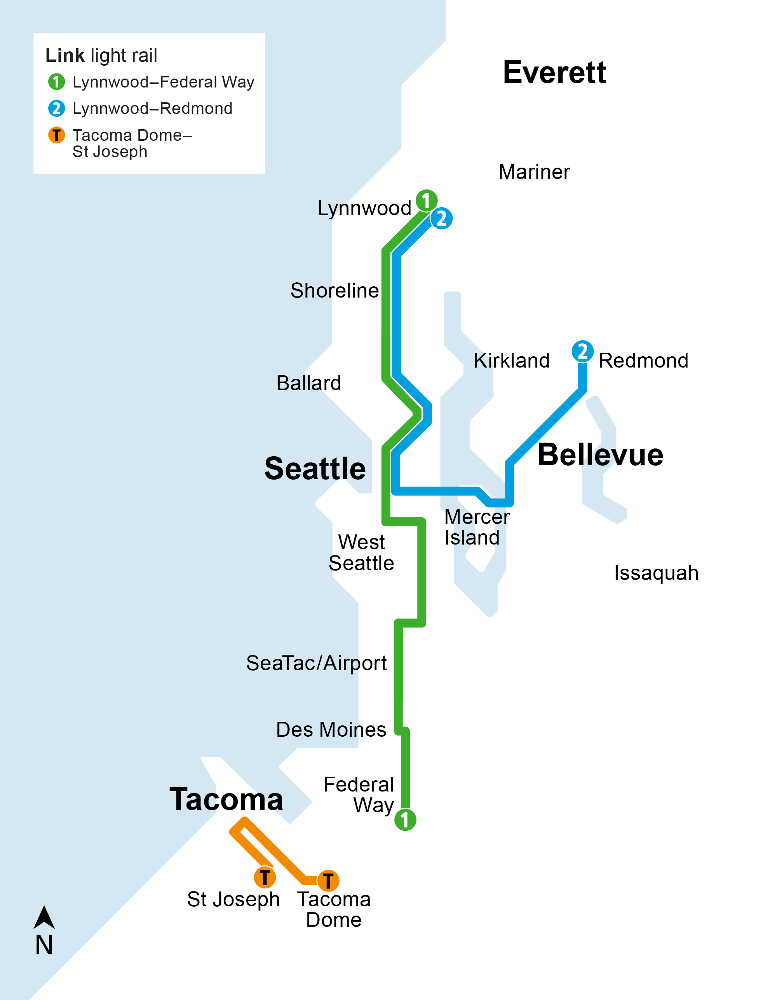 Link light rail
1 Lynnwood–Federal Way
2 Lynnwood–Redmond
T Tacoma Dome–
St Joseph
Everett
Mariner
Lynnwood
1
2
Shoreline
Kirkland
2
Redmond
Ballard
Bellevue
Seattle
Mercer
Island
West
Seattle
Issaquah
SeaTac/Airport
Des Moines
Federal
Way
1
Tacoma
T
St Joseph
T
Tacoma
Dome
N